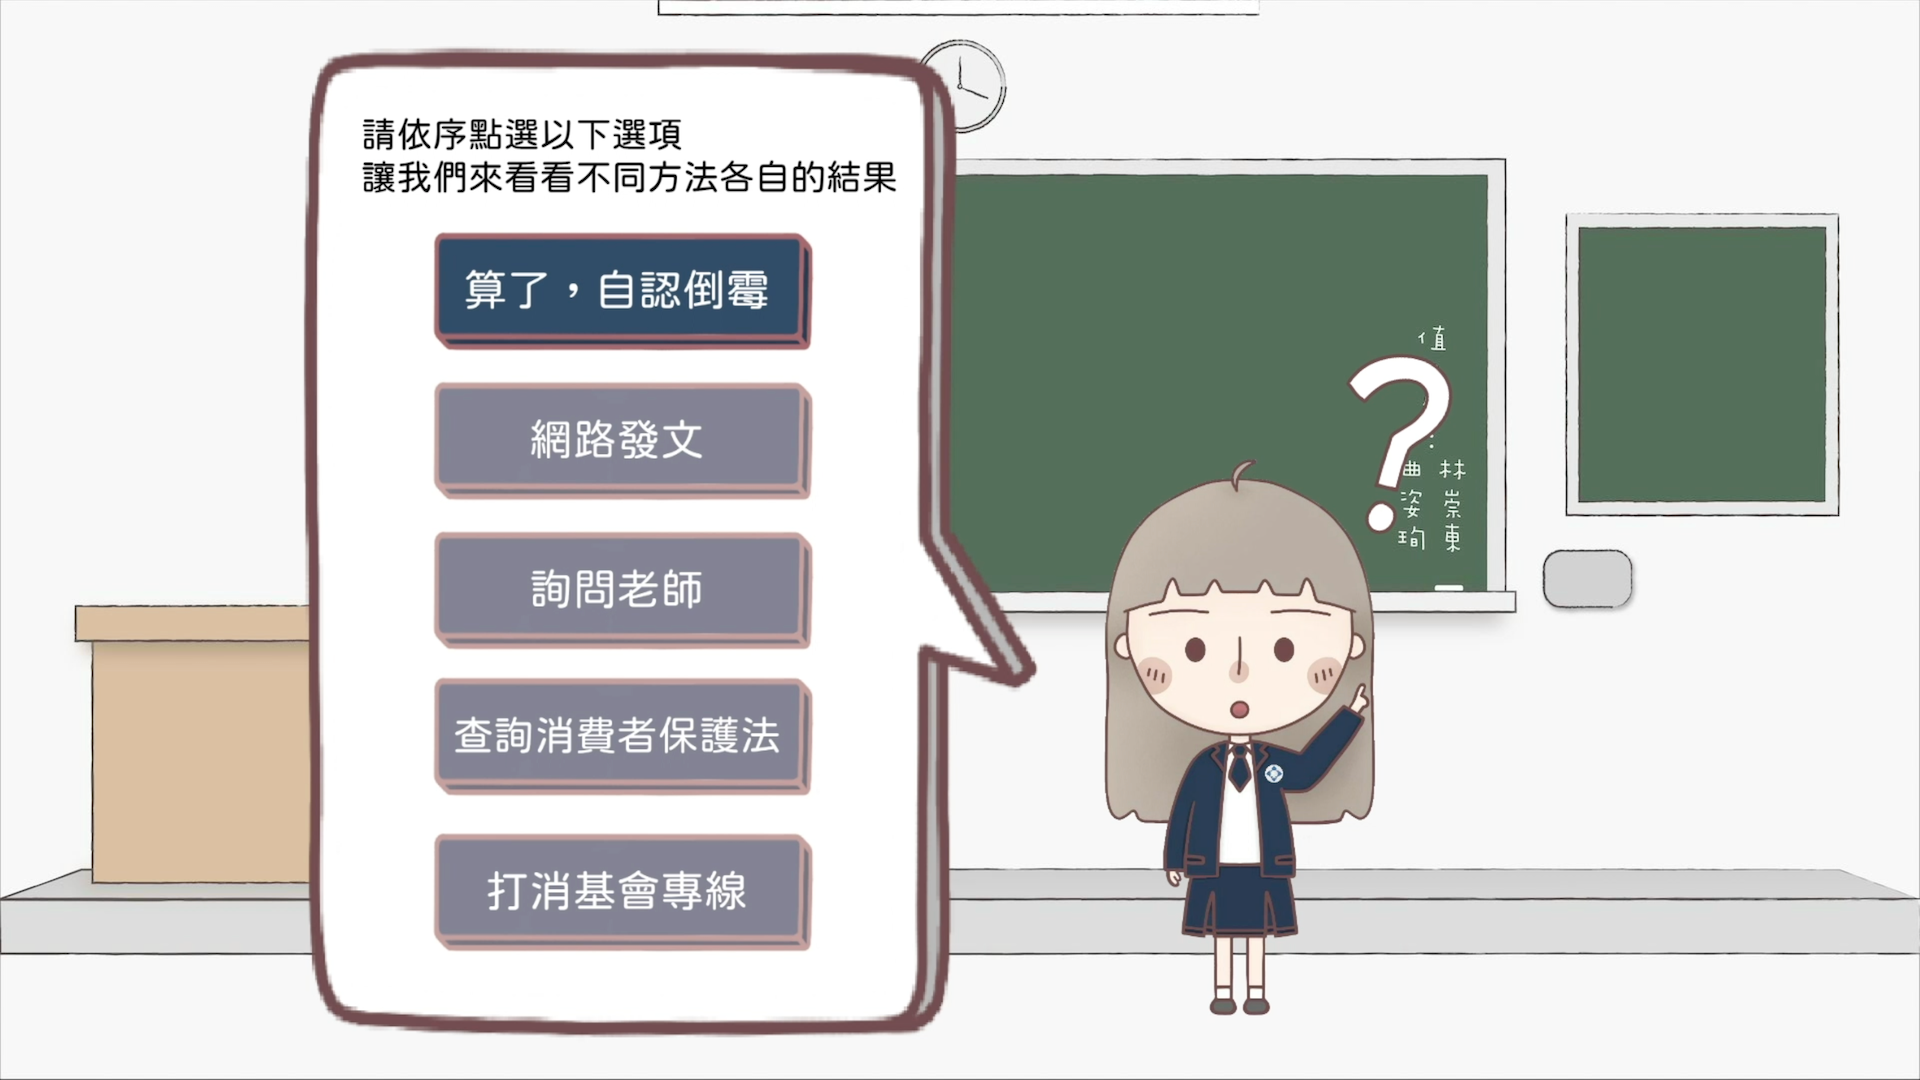 請依序點選以下選項
讓我們來看看不同方法各自的結果
算了，自認倒霉
網路發文
詢問老師
查詢消費者保護法
打消基會專線
值
：
林崇東
曲姿珣
?